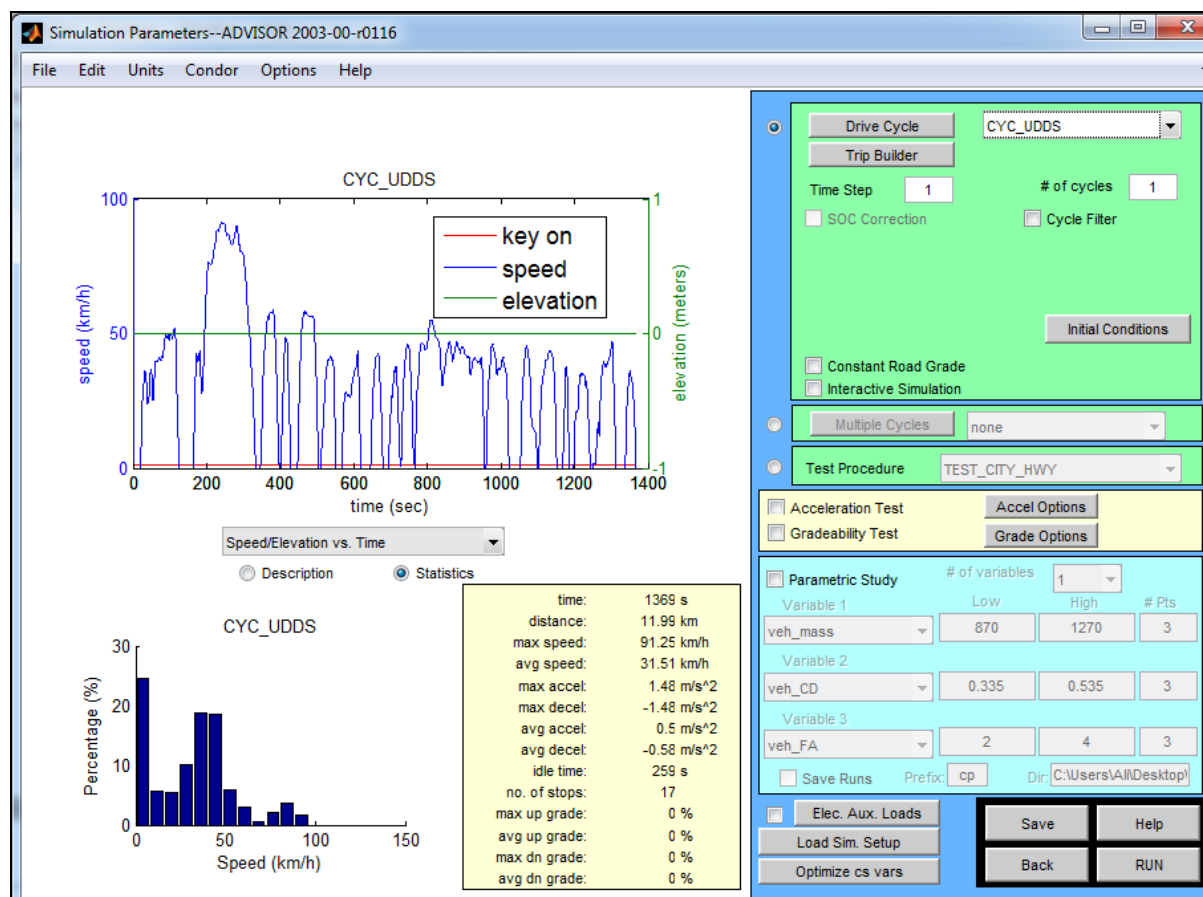 Simulation Parameters--ADVISOR 2003-00-r0116
File Edit Units Condor Options Help
CYC_UDDS
100
50
0
speed (km/h)
key on
speed
elevation
1
0
-1
elevation (meters)
0 200 400 600 800 1000 1200 1400
time (sec)
Speed/Elevation vs. Time
Description Statistics
CYC_UDDS
30
20
10
0
Percentage (%)
0 50 100 150
Speed (km/h)
time: 1369 s
distance: 11.99 km
max speed: 91.25 km/h
avg speed: 31.51 km/h
max accel: 1.48 m/s^2
max decel: -1.48 m/s^2
avg accel: 0.5 m/s^2
avg decel: -0.58 m/s^2
idle time: 259 s
no. of stops: 17
max up grade: 0 %
avg up grade: 0 %
max dn grade: 0 %
avg dn grade: 0 %
Drive Cycle CYC_UDDS
Trip Builder
Time Step 1 # of cycles 1
SOC Correction Cycle Filter
Initial Conditions
Constant Road Grade
Interactive Simulation
Multiple Cycles none
Test Procedure TEST_CITY_HWY
Acceleration Test Accel Options
Gradeability Test Grade Options
Parametric Study # of variables 1
Variable 1 Low High # Pts
veh_mass 870 1270 3
Variable 2
veh_CD 0.335 0.535 3
Variable 3
veh_FA 2 4 3
Save Runs Prefix: cp Dir: C:\Users\Ali\Desktop\
Elec. Aux. Loads
Load Sim. Setup
Optimize cs vars
Save Help
Back RUN